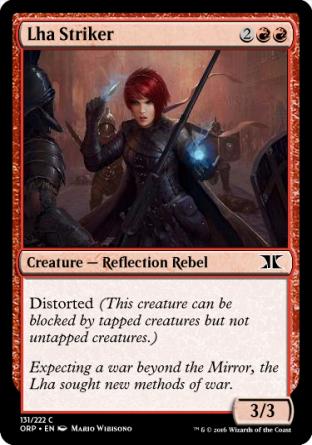 Lha Striker 2
Creature — Reflection Rebel
Distorted (This creature can be
blocked by tapped creatures but not
untapped creatures.)
Expecting a war beyond the Mirror, the
Lha sought new methods of war.
3/3
131/222 C
ORP • EN Mario Wibisono
™ & © 2016 Wizards of the Coast